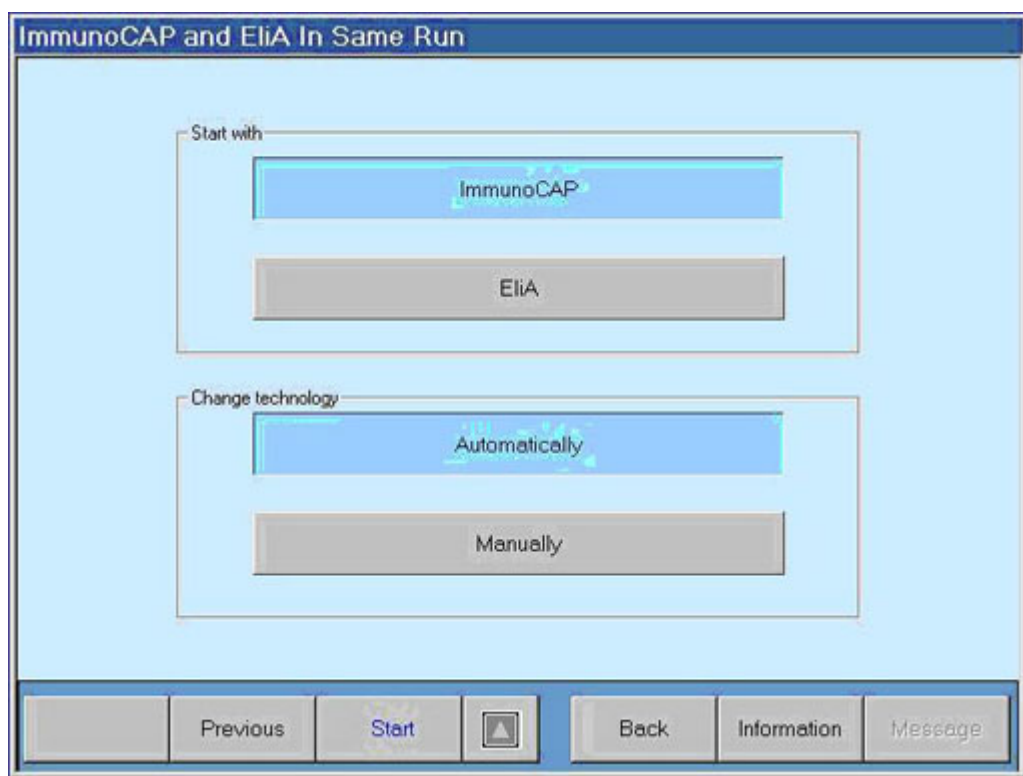 ImmunoCAP and EliA In Same Run
Start with
ImmunoCAP
EliA
Change technology
Automatically
Manually
Previous Start Back Information Message